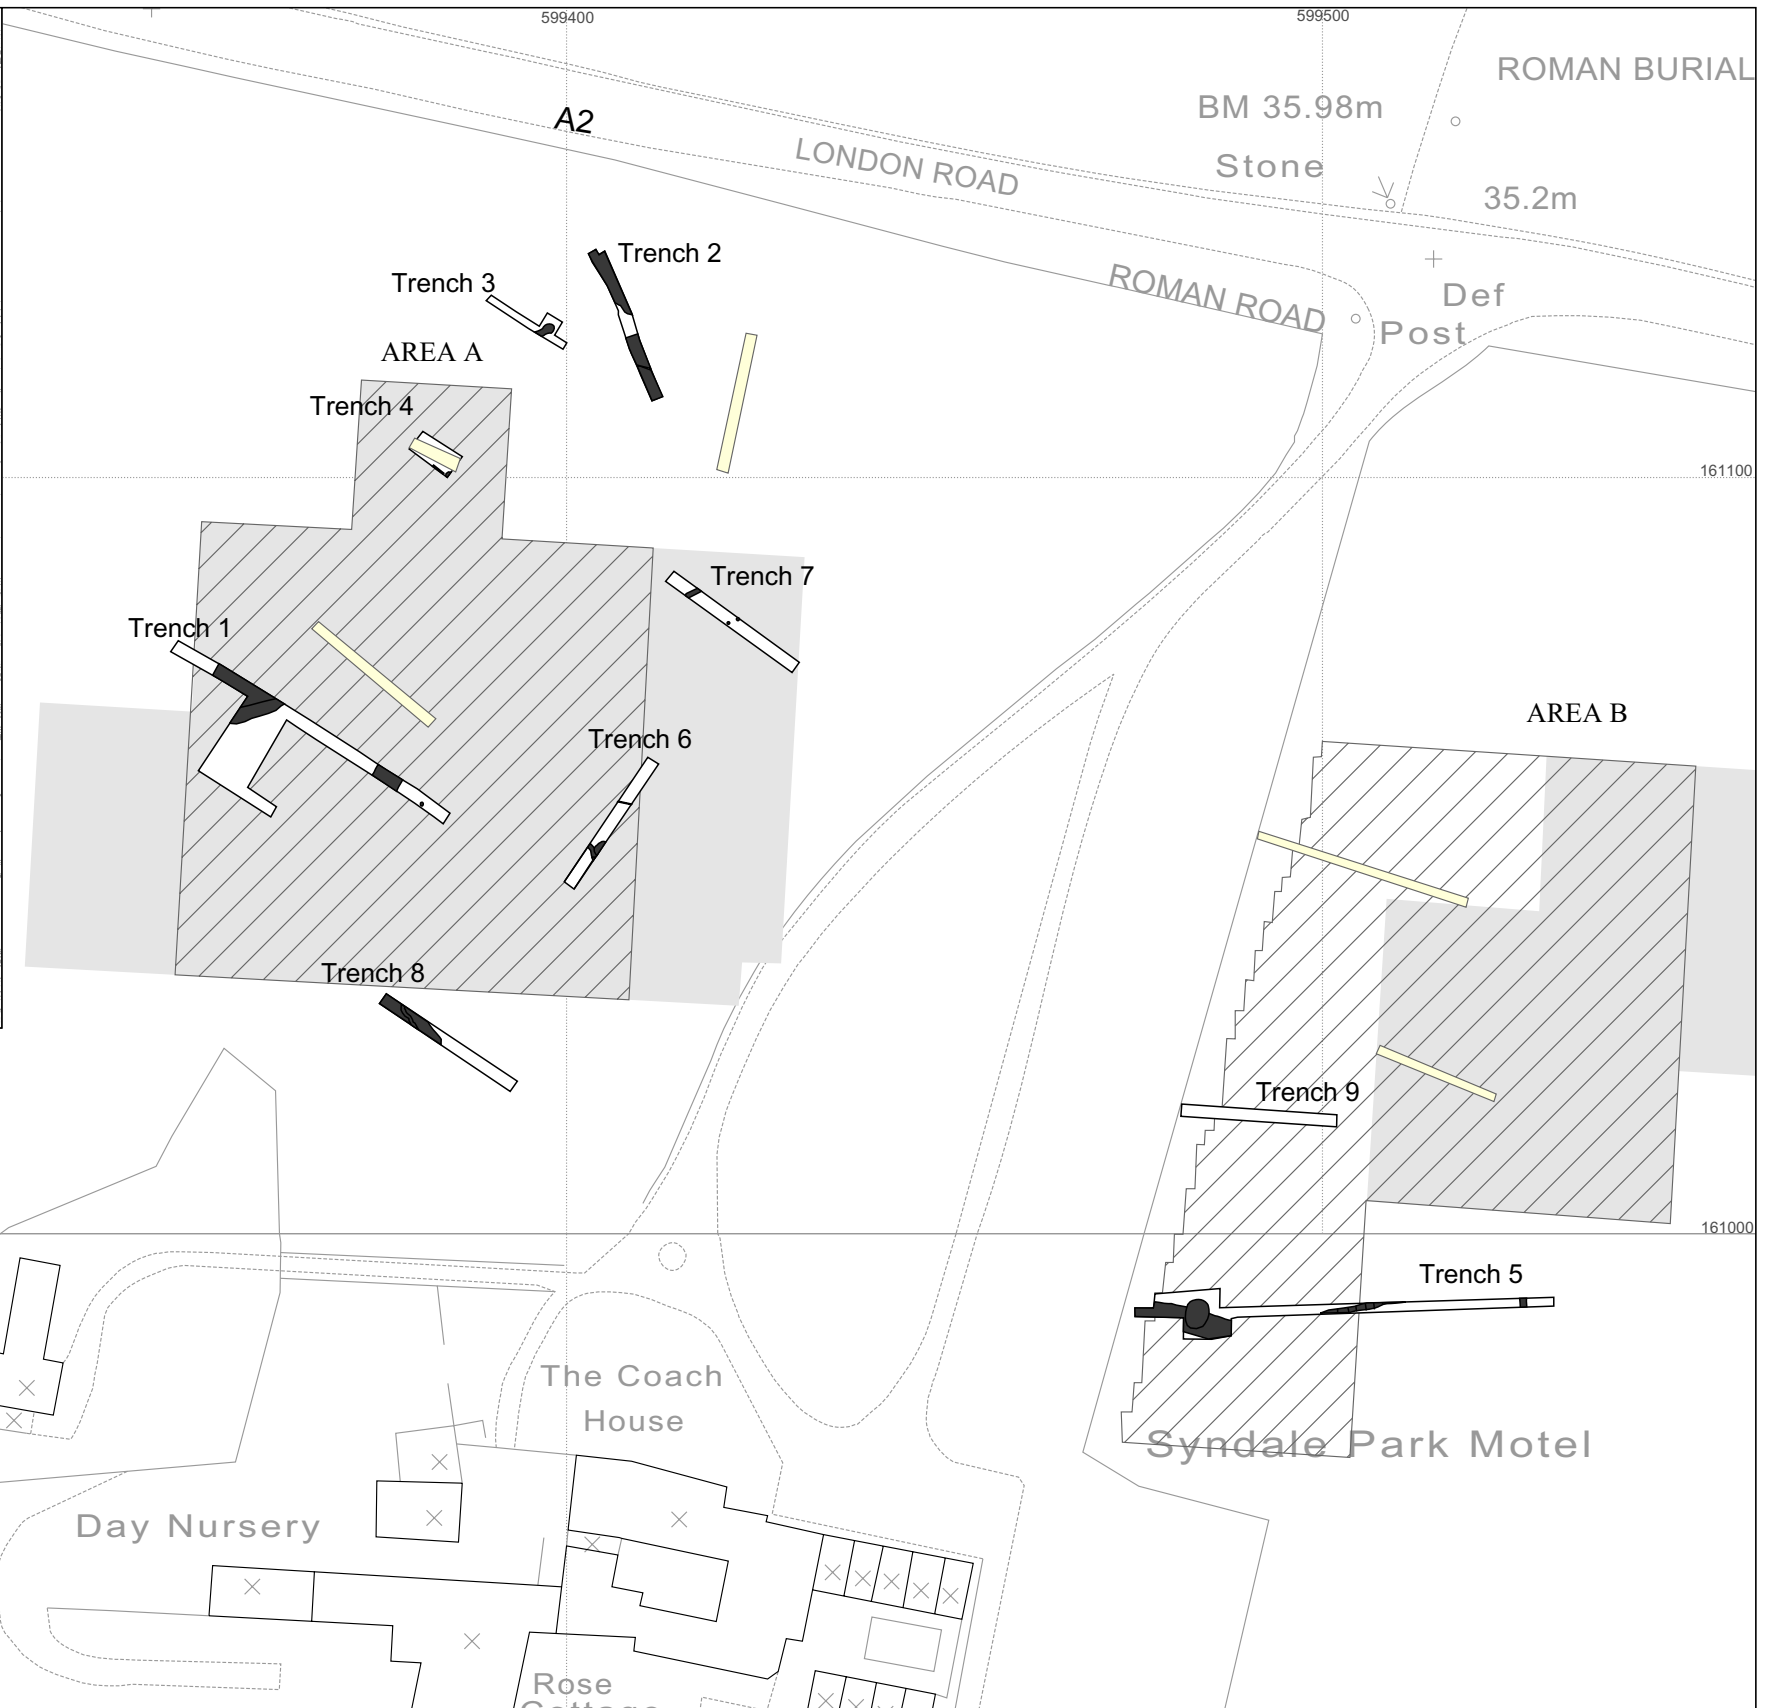 599400
599500
ROMAN BURIAL
BM 35.98m
A2
LONDON ROAD
Stone
35.2m
Trench 2
Trench 3
ROMAN ROAD
Def
Post
AREA A
Trench 4
161100
Trench 7
Trench 1
AREA B
Trench 6
Trench 8
Trench 9
161000
Trench 5
The Coach
House
Syndale Park Motel
Day Nursery
Rose
Cottage